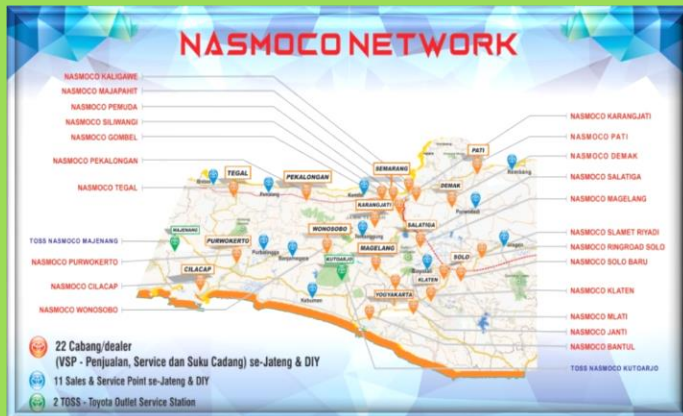 NASMOCO NETWORK
NASMOCO KALIGAWE
NASMOCO MAJAPAHIT
NASMOCO PEMUDA
NASMOCO SILIWANGI
NASMOCO GOMBEL
NASMOCO PEKALONGAN
NASMOCO TEGAL
TOSS NASMOCO MAJENANG
NASMOCO PURWOKERTO
NASMOCO CILACAP
NASMOCO WONOSOBO
TEGAL
PEKALONGAN
SEMARANG
PATI
DEMAK
KARANGJATI
SALATIGA
MAJENANG
PURWOKERTO
WONOSOBO
KUTOARJO
MAGELANG
SOLO
CILACAP
KLATEN
YOGYAKARTA
Kebumen
NASMOCO KARANGJATI
NASMOCO PATI
NASMOCO DEMAK
NASMOCO SALATIGA
NASMOCO MAGELANG
NASMOCO SLAMET RIYADI
NASMOCO RINGROAD SOLO
NASMOCO SOLO BARU
NASMOCO KLATEN
NASMOCO MLATI
NASMOCO JANTI
NASMOCO BANTUL
TOSS NASMOCO KUTOARJO
22 Cabang/dealer
(VSP - Penjualan, Service dan Suku Cadang) se-Jateng & DIY
11 Sales & Service Point se-Jateng & DIY
2 TOSS - Toyota Outlet Service Station